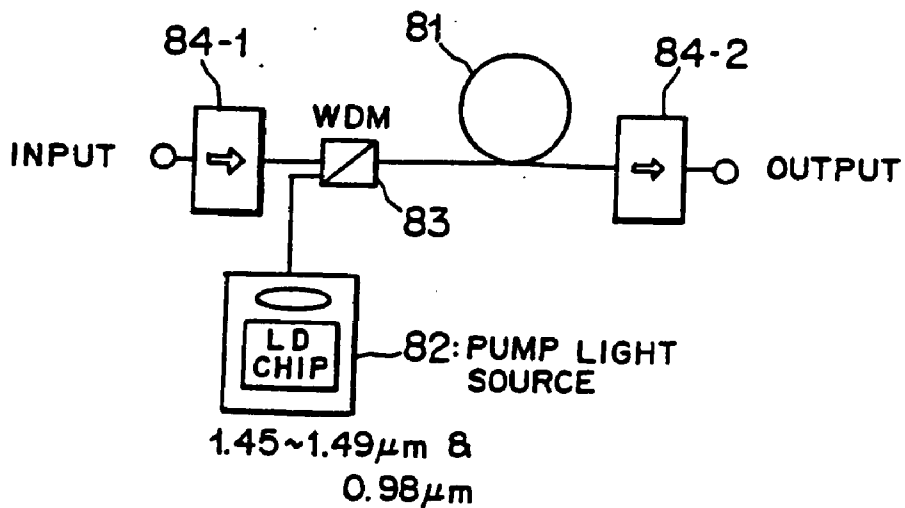 84-1
81
84-2
WDM
INPUT
OUTPUT
83
LD
CHIP
82: PUMP LIGHT
SOURCE
1.45~1.49μm &
0.98μm